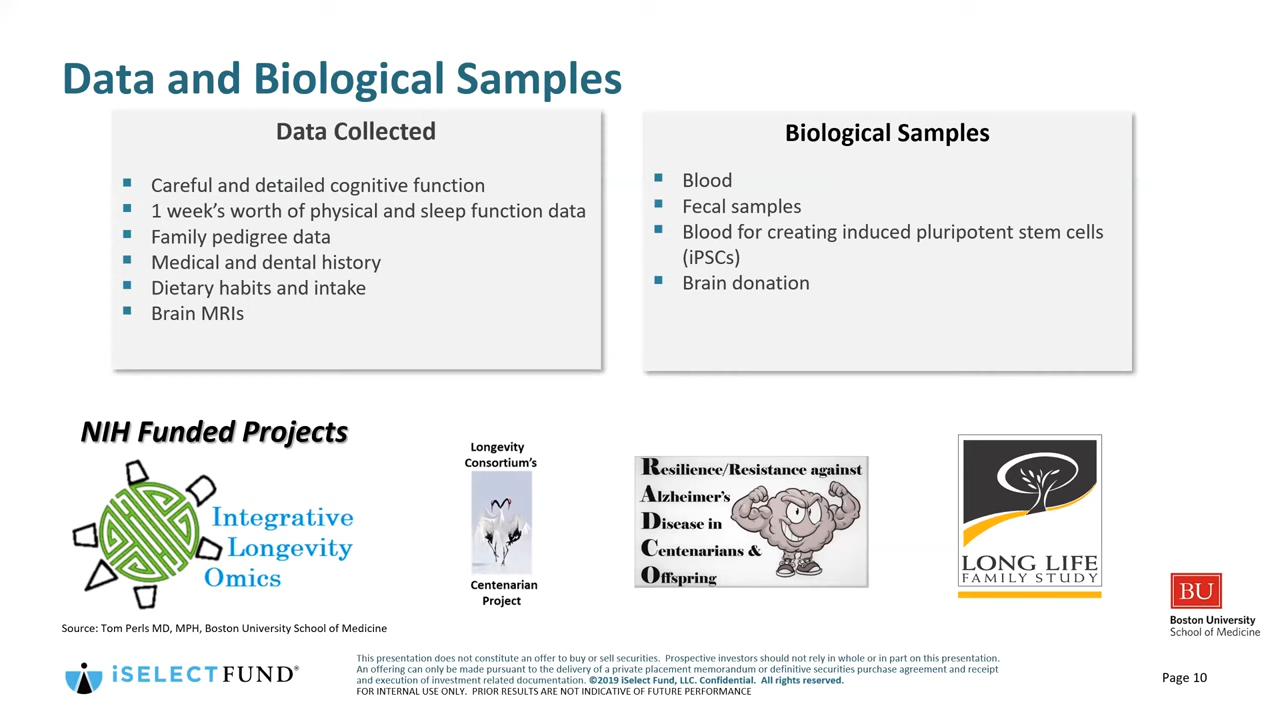 Data and Biological Samples
Data Collected
Careful and detailed cognitive function
1 week's worth of physical and sleep function data
Family pedigree data
Medical and dental history
Dietary habits and intake
Brain MRIs
Biological Samples
Blood
Fecal samples
Blood for creating induced pluripotent stem cells
(iPSCs)
Brain donation
NIH Funded Projects
Integrative
Longevity
Omics
Longevity
Consortium's
Centenarian
Project
Resilience/Resistance against
Alzheimer's
Disease in
Centenarians &
Offspring
LONG LIFE
FAMILY STUDY
BU
Boston University
School of Medicine
Source: Tom Perls MD, MPH, Boston University School of Medicine
iSELECTFUND®
This presentation does not constitute an offer to buy or sell securities. Prospective investors should not rely in whole or in part on this presentation.
An offering can only be made pursuant to the delivery of a private placement memorandum or definitive securities purchase agreement and receipt
and execution of investment related documentation. ©2019 iSelect Fund, LLC. Confidential. All rights reserved.
FOR INTERNAL USE ONLY. PRIOR RESULTS ARE NOT INDICATIVE OF FUTURE PERFORMANCE
Page 10